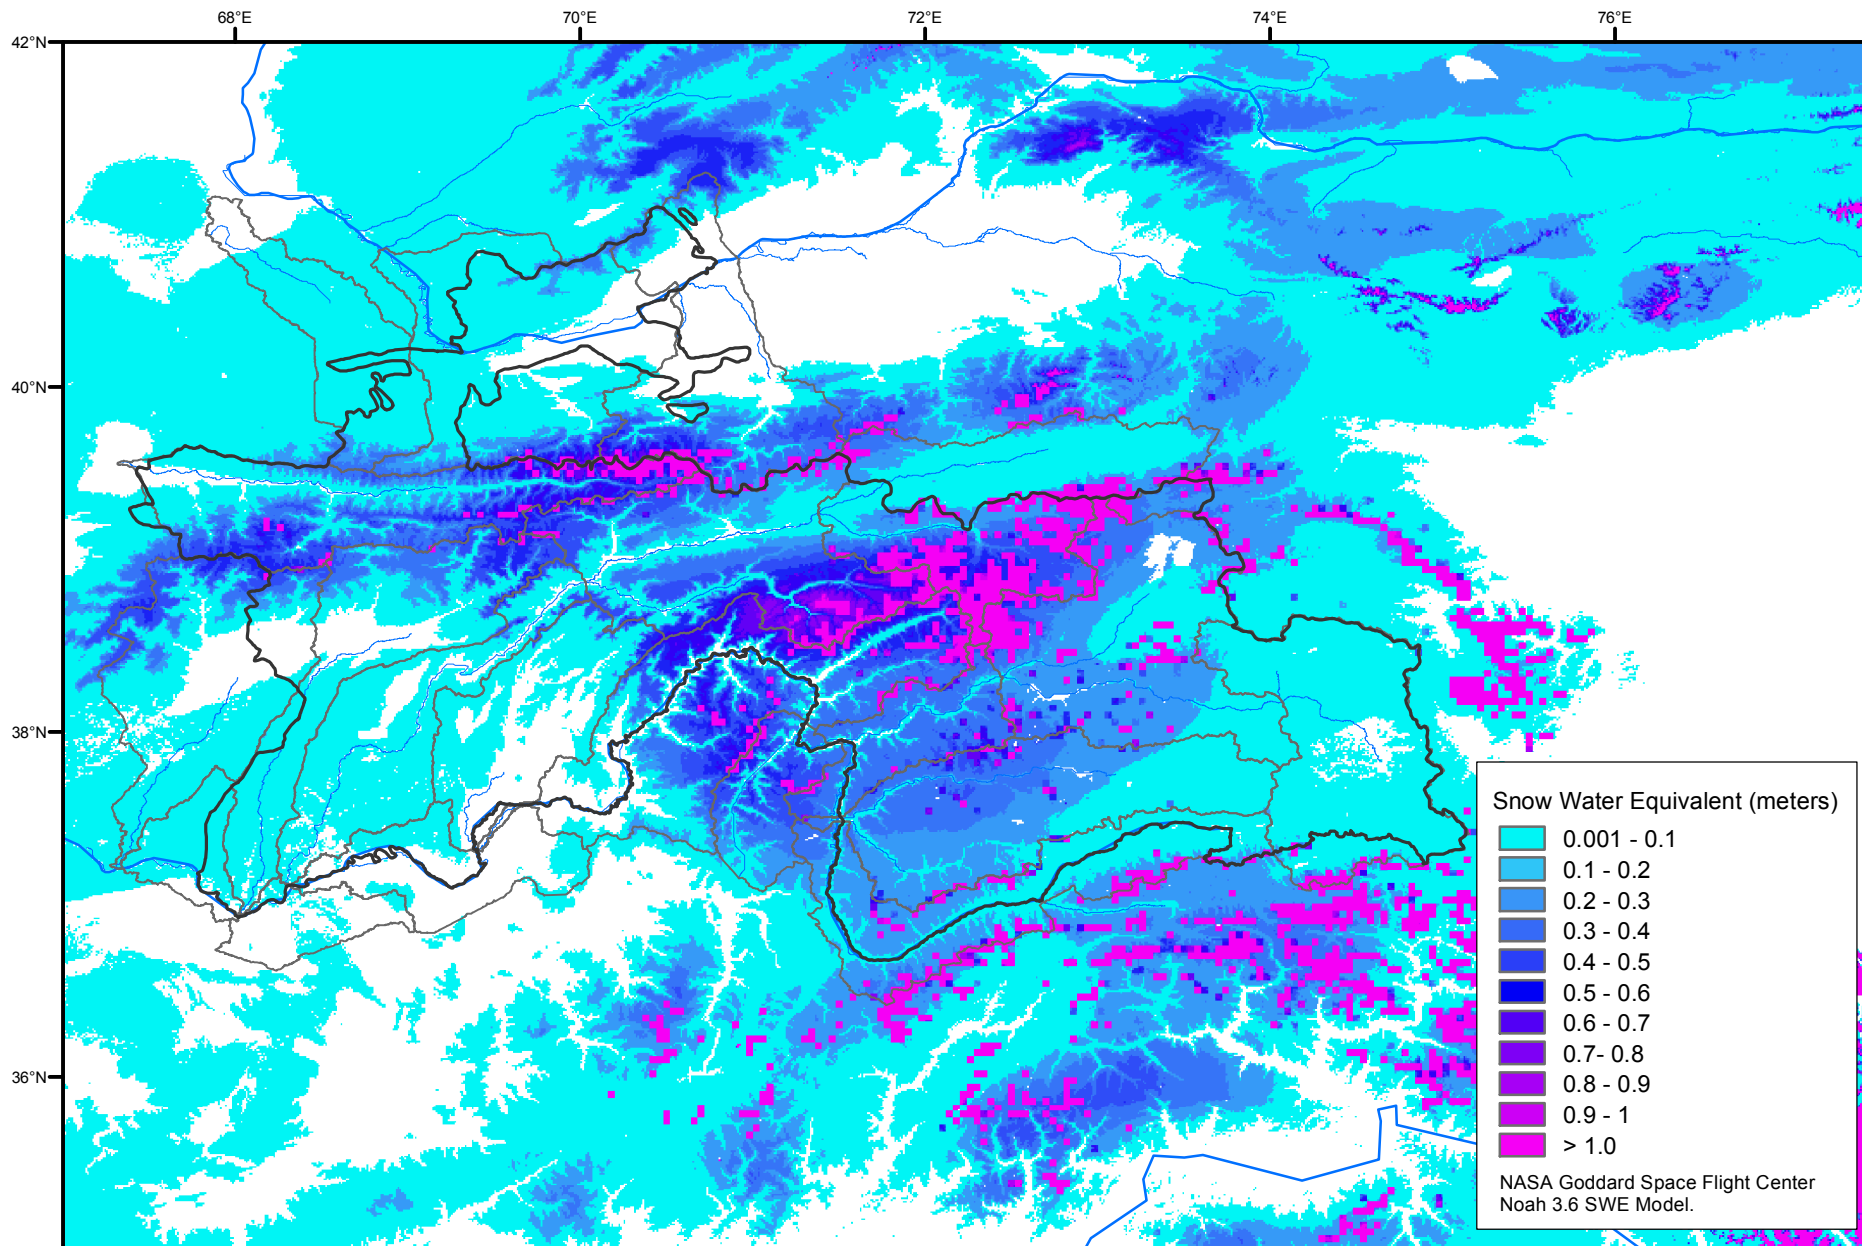 68°E 70°E 72°E 74°E 76°E
42°N
40°N
38°N
36°N
Snow Water Equivalent (meters)
0.001 - 0.1
0.1 - 0.2
0.2 - 0.3
0.3 - 0.4
0.4 - 0.5
0.5 - 0.6
0.6 - 0.7
0.7- 0.8
0.8 - 0.9
0.9 - 1
> 1.0
NASA Goddard Space Flight Center
Noah 3.6 SWE Model.